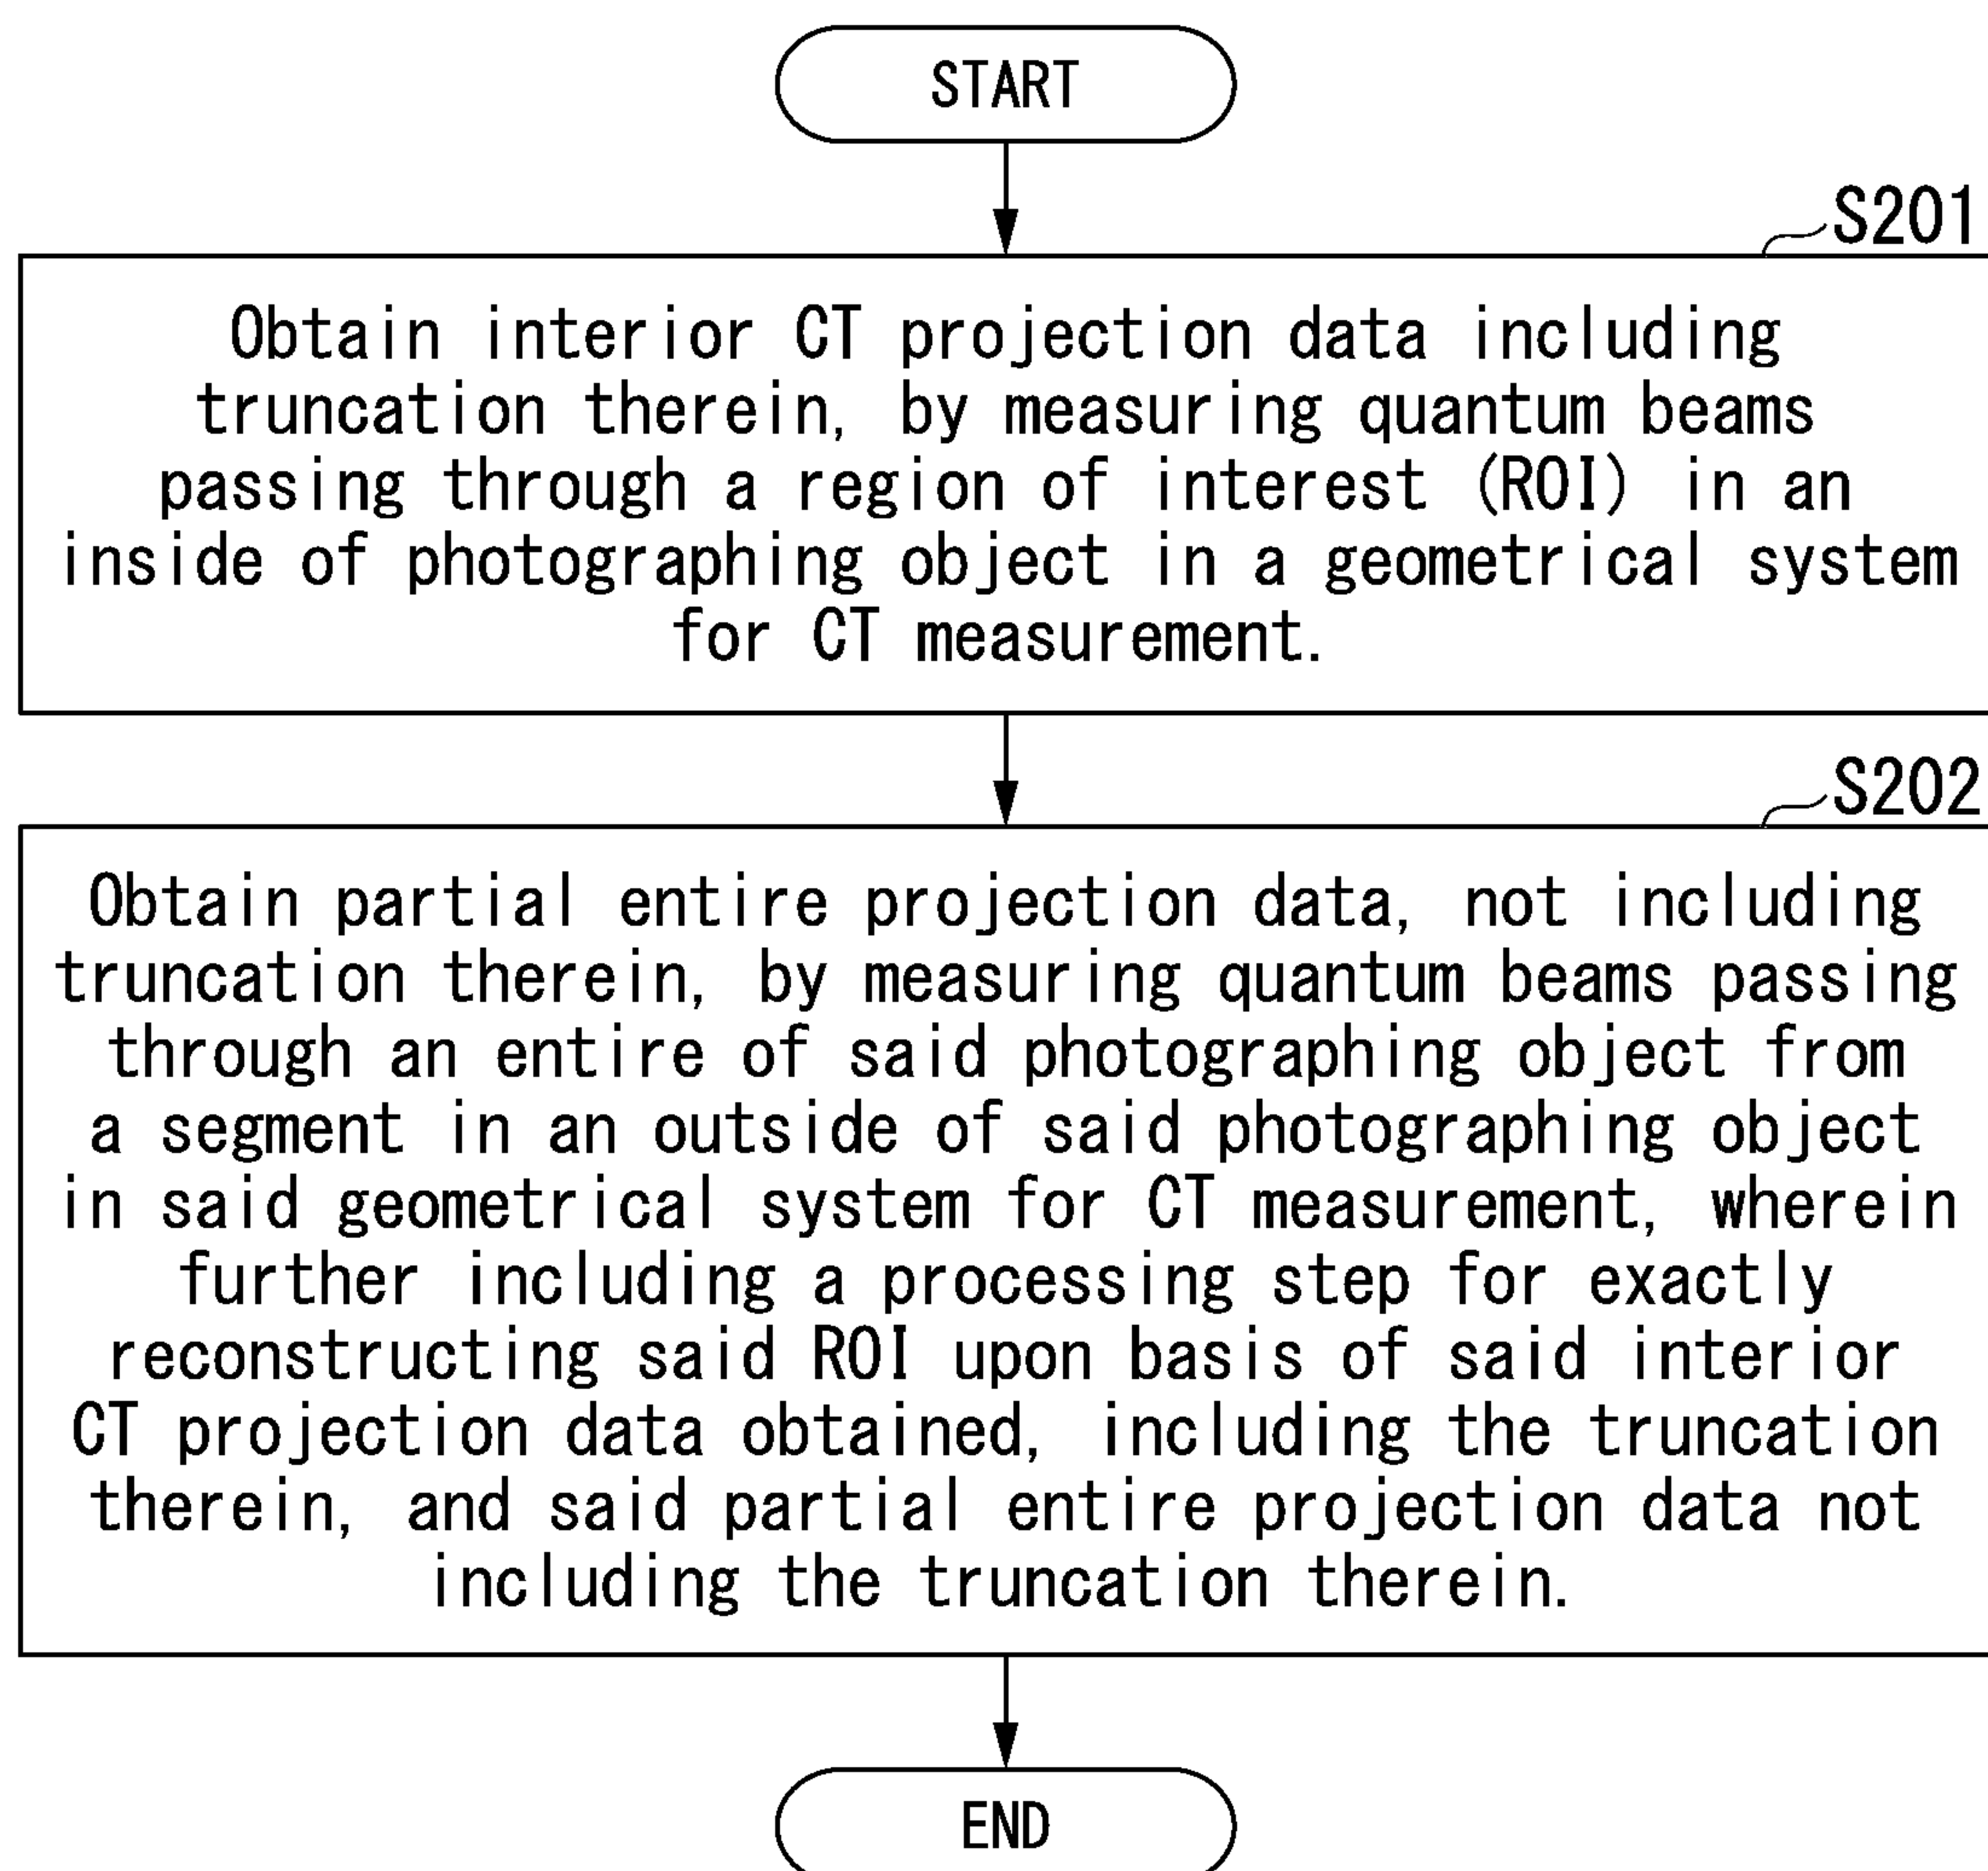 START
S201
Obtain interior CT projection data including
truncation therein, by measuring quantum beams
passing through a region of interest (ROI) in an
inside of photographing object in a geometrical system
for CT measurement.
S202
Obtain partial entire projection data, not including
truncation therein, by measuring quantum beams passing
through an entire of said photographing object from
a segment in an outside of said photographing object
in said geometrical system for CT measurement, wherein
further including a processing step for exactly
reconstructing said ROI upon basis of said interior
CT projection data obtained, including the truncation
therein, and said partial entire projection data not
including the truncation therein.
END